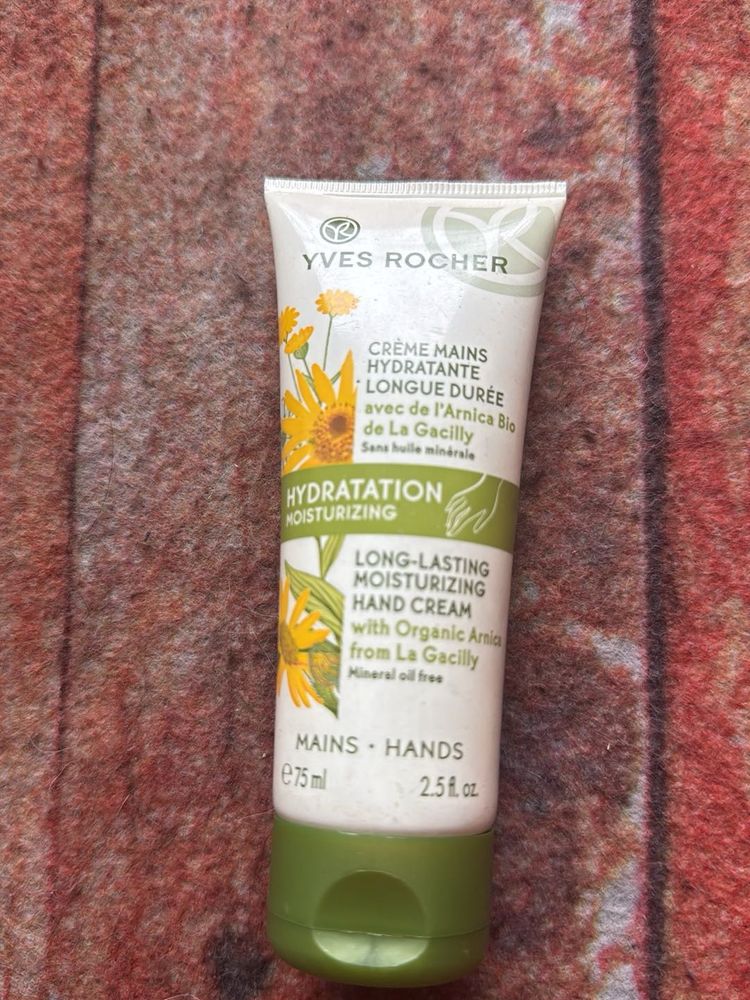 YVES ROCHER
CRÈME MAINS
HYDRATANTE
LONGUE DURÉE
avec de l'Arnica Bio
de La Gacilly
Sans huile minérale
HYDRATATION
MOISTURIZING
LONG-LASTING
MOISTURIZING
HAND CREAM
with Organic Arnica
from La Gacilly
Mineral oil free
MAINS • HANDS
℮75 ml 2.5 fl. oz.